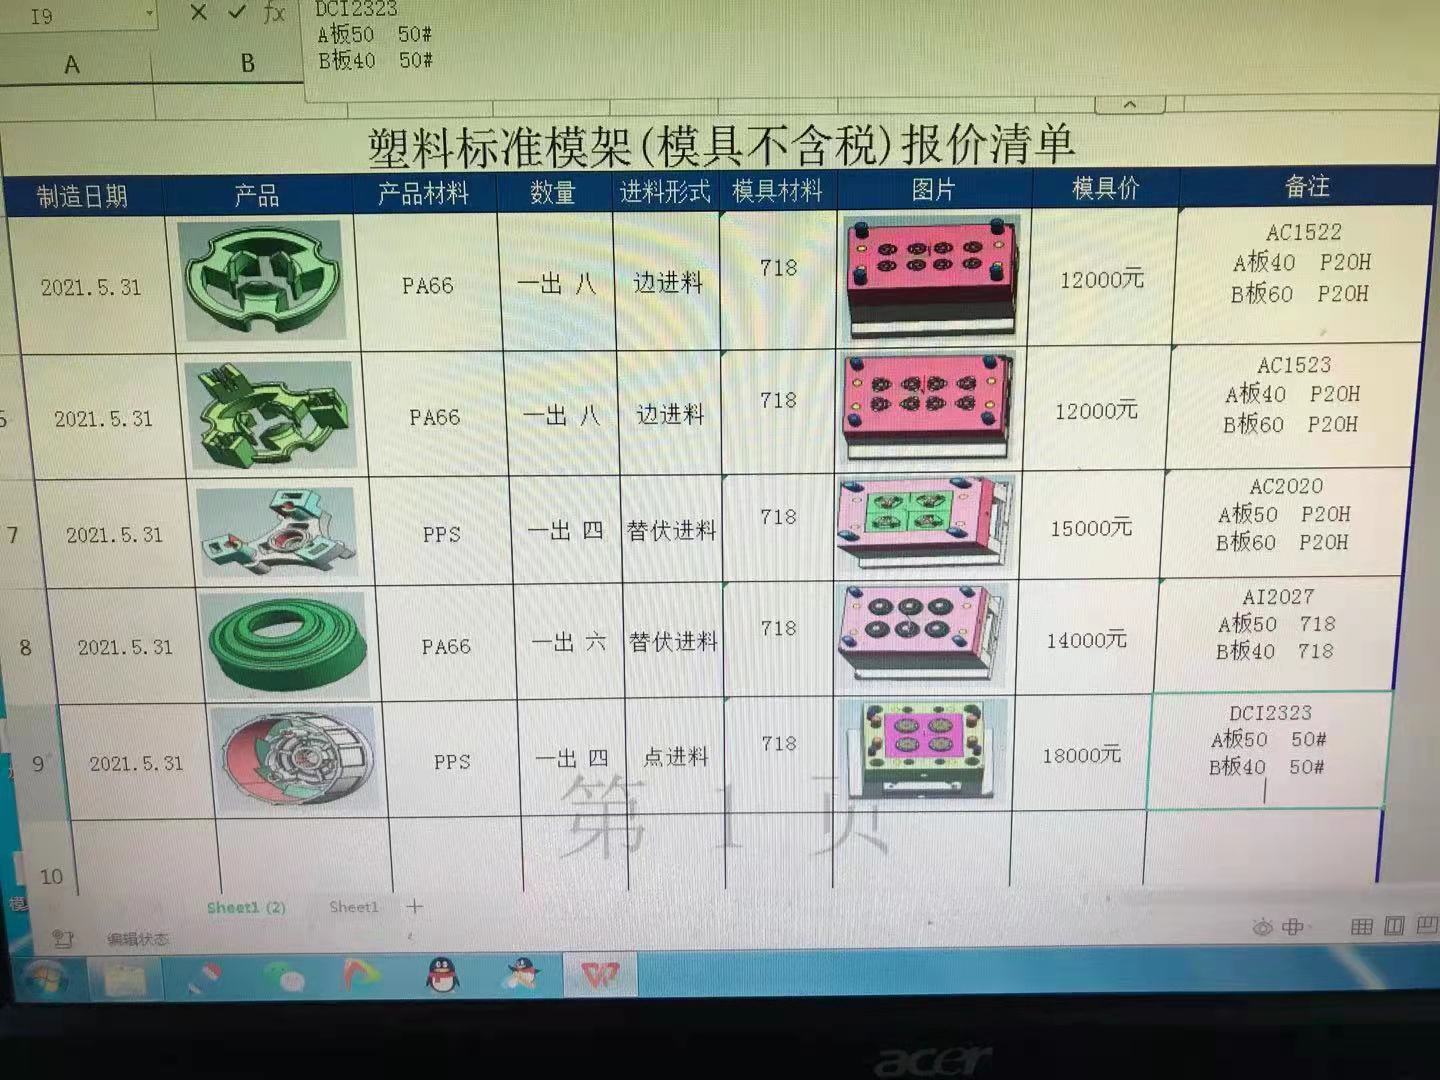 I9
fx
DCI2323
A板50 50#
B板40 50#
A B
塑料标准模架(模具不含税)报价清单
制造日期 产品 产品材料 数量 进料形式 模具材料 图片 模具价 备注
2021.5.31 PA66 一出 八 边进料 718 12000元
AC1522
A板40 P20H
B板60 P20H
2021.5.31 PA66 一出 八 边进料 718 12000元
AC1523
A板40 P20H
B板60 P20H
7 2021.5.31 PPS 一出 四 替伏进料 718 15000元
AC2020
A板50 P20H
B板60 P20H
8 2021.5.31 PA66 一出 六 替伏进料 718 14000元
AI2027
A板50 718
B板40 718
9 2021.5.31 PPS 一出 四 点进料 718 18000元
DCI2323
A板50 50#
B板40 50#
第 1 页
10
Sheet1 (2) Sheet1
编辑状态
acer